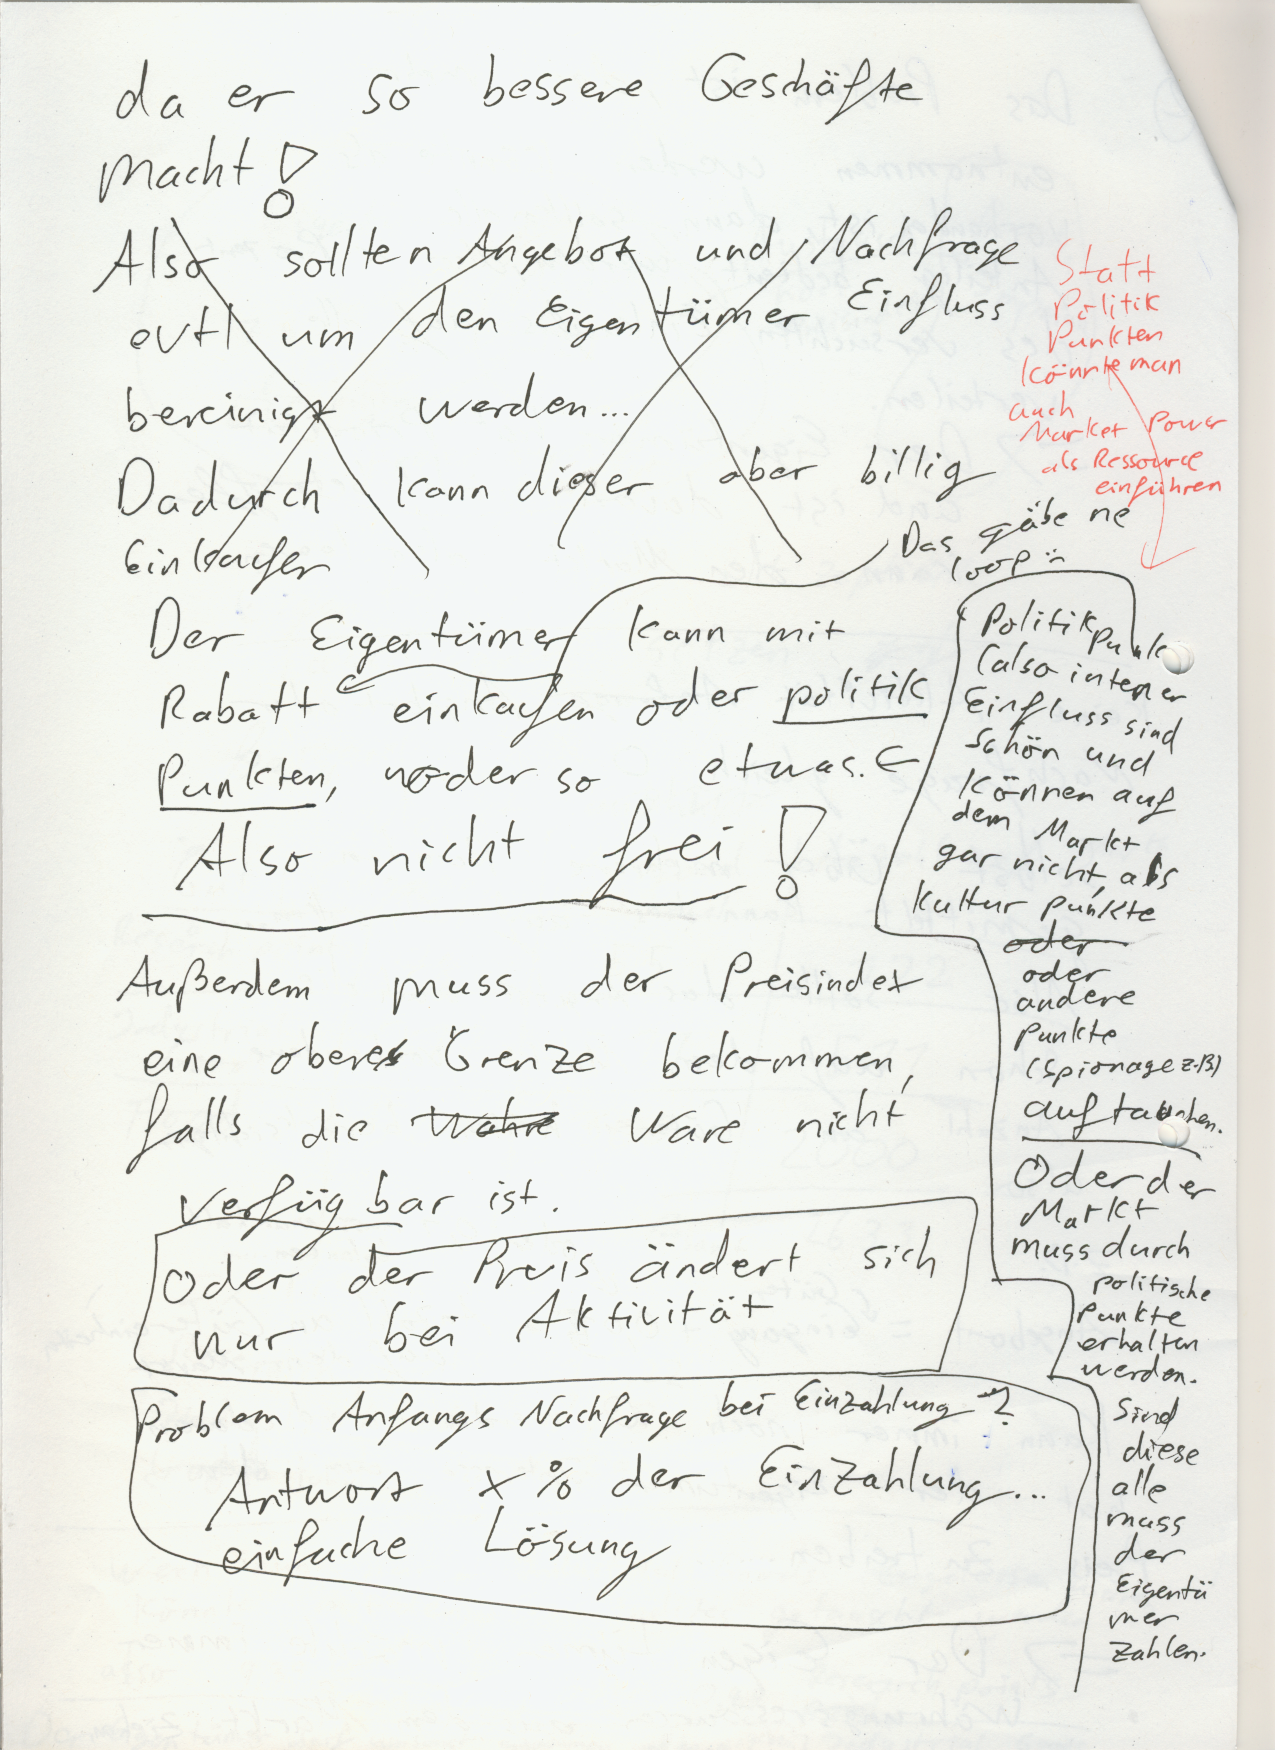 da er so bessere Geschäfte
macht!
Also sollten Angebot und Nachfrage
evtl um den Eigentümer Einfluss
bereinigt werden...
Dadurch kann dieser aber billig
Einkaufen
Der Eigentümer kann mit
Rabatt einkaufen oder politik
Punkten, oder so etwas.
Also nicht frei!
Außerdem muss der Preisindex
eine obere Grenze bekommen,
falls die Wahre Ware nicht
verfügbar ist.
Oder der Preis ändert sich
nur bei Aktivität
Problem Anfangs Nachfrage bei Einzahlung?
Antwort x % der Einzahlung...
einfache Lösung
Statt
Politik
Punkten
könnte man
auch
Market Power
als Ressource
einführen
Das gäbe ne
loop
Politikpunk
(also interner
Einfluss sind
schön und
können auf
dem Markt
gar nicht, als
Kultur punkte
oder
oder
andere
Punkte
(Spionage z.B)
auftauchen.
Oder der
Markt
muss durch
politische
Punkte
erhalten
werden.
Sind
diese
alle
muss
der
Eigentü
mer
zahlen.